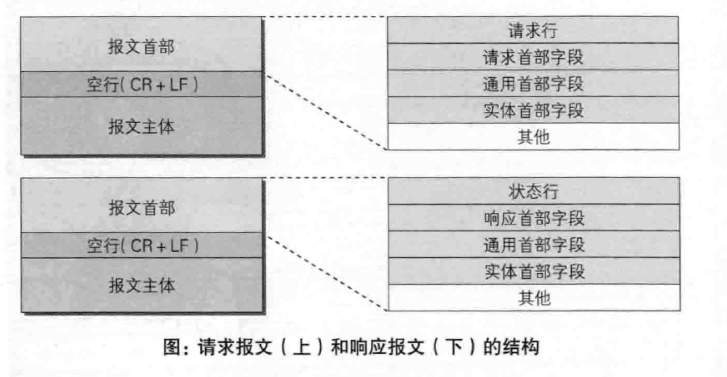 报文首部
空行(CR+LF)
报文主体
请求行
请求首部字段
通用首部字段
实体首部字段
其他
报文首部
空行(CR+LF)
报文主体
状态行
响应首部字段
通用首部字段
实体首部字段
其他
图：请求报文（上）和响应报文（下）的结构